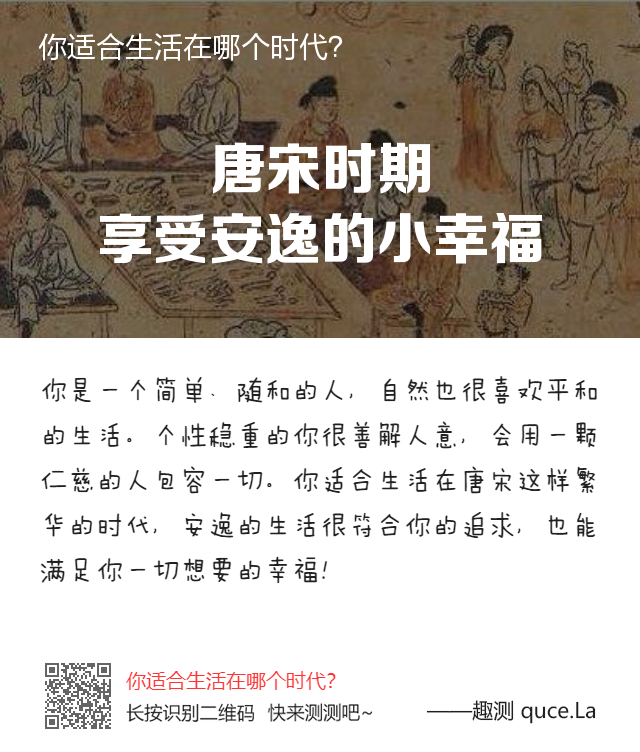 你适合生活在哪个时代?
唐宋时期
享受安逸的小幸福
你是一个简单、随和的人,自然也很喜欢平和
的生活。个性稳重的你很善解人意,会用一颗
仁慈的人包容一切。你适合生活在唐宋这样繁
华的时代,安逸的生活很符合你的追求,也能
满足你一切想要的幸福!
你适合生活在哪个时代?
长按识别二维码 快来测测吧~
——趣测 quce.La